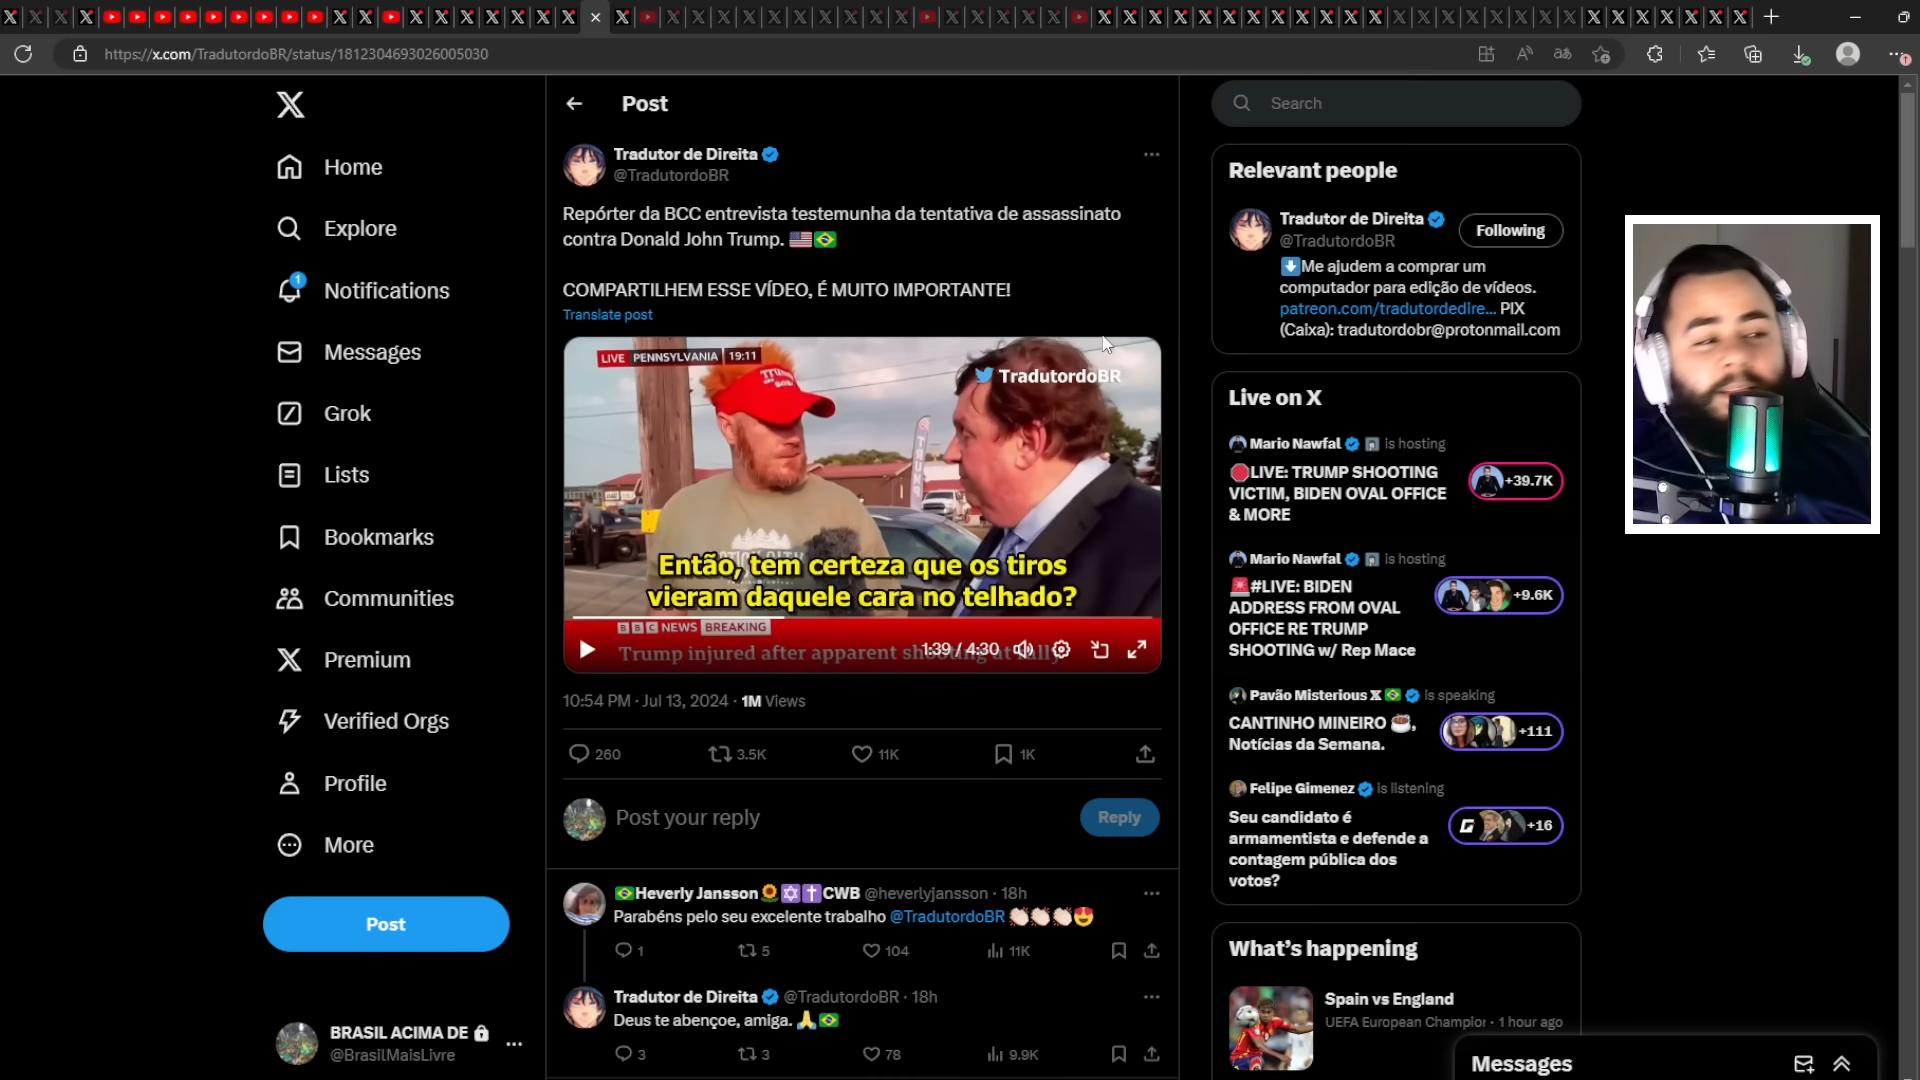 https://x.com/TradutordoBR/status/1812304693026005030
Home
Explore
1
Notifications
Messages
Grok
Lists
Bookmarks
Communities
Premium
Verified Orgs
Profile
More
Post
BRASIL ACIMA DE
@BrasilMaisLivre
Post
Tradutor de Direita
@TradutordoBR
Repórter da BCC entrevista testemunha da tentativa de assassinato
contra Donald John Trump. 🇺🇸🇧🇷
COMPARTILHEM ESSE VÍDEO, É MUITO IMPORTANTE!
Translate post
LIVE PENNSYLVANIA 19:11
TradutordoBR
TRUMP
Então, tem certeza que os tiros
vieram daquele cara no telhado?
BBC NEWS BREAKING
Trump injured after apparent shooting at rally
1:39 / 4:30
10:54 PM · Jul 13, 2024 · 1M Views
260 3.5K 11K 1K
Post your reply
Reply
🇧🇷Heverly Jansson🌻✡️✝️CWB @heverlyjansson · 18h
Parabéns pelo seu excelente trabalho @TradutordoBR 👏🏻👏🏻👏🏻😍
1 5 104 11K
Tradutor de Direita @TradutordoBR · 18h
Deus te abençoe, amiga. 🙏🇧🇷
3 3 78 9.9K
Search
Relevant people
Tradutor de Direita
@TradutordoBR
Following
⬇️Me ajudem a comprar um
computador para edição de vídeos.
patreon.com/tradutordedire... PIX
(Caixa): tradutordobr@protonmail.com
Live on X
Mario Nawfal is hosting
🛑LIVE: TRUMP SHOOTING
VICTIM, BIDEN OVAL OFFICE
& MORE
+39.7K
Mario Nawfal is hosting
🚨#LIVE: BIDEN
ADDRESS FROM OVAL
OFFICE RE TRUMP
SHOOTING w/ Rep Mace
+9.6K
Pavão Misterious X 🇧🇷 is speaking
CANTINHO MINEIRO ☕,
Notícias da Semana.
+111
Felipe Gimenez is listening
Seu candidato é
armamentista e defende a
contagem pública dos
votos?
+16
What's happening
Spain vs England
UEFA European Champior · 1 hour ago
Messages